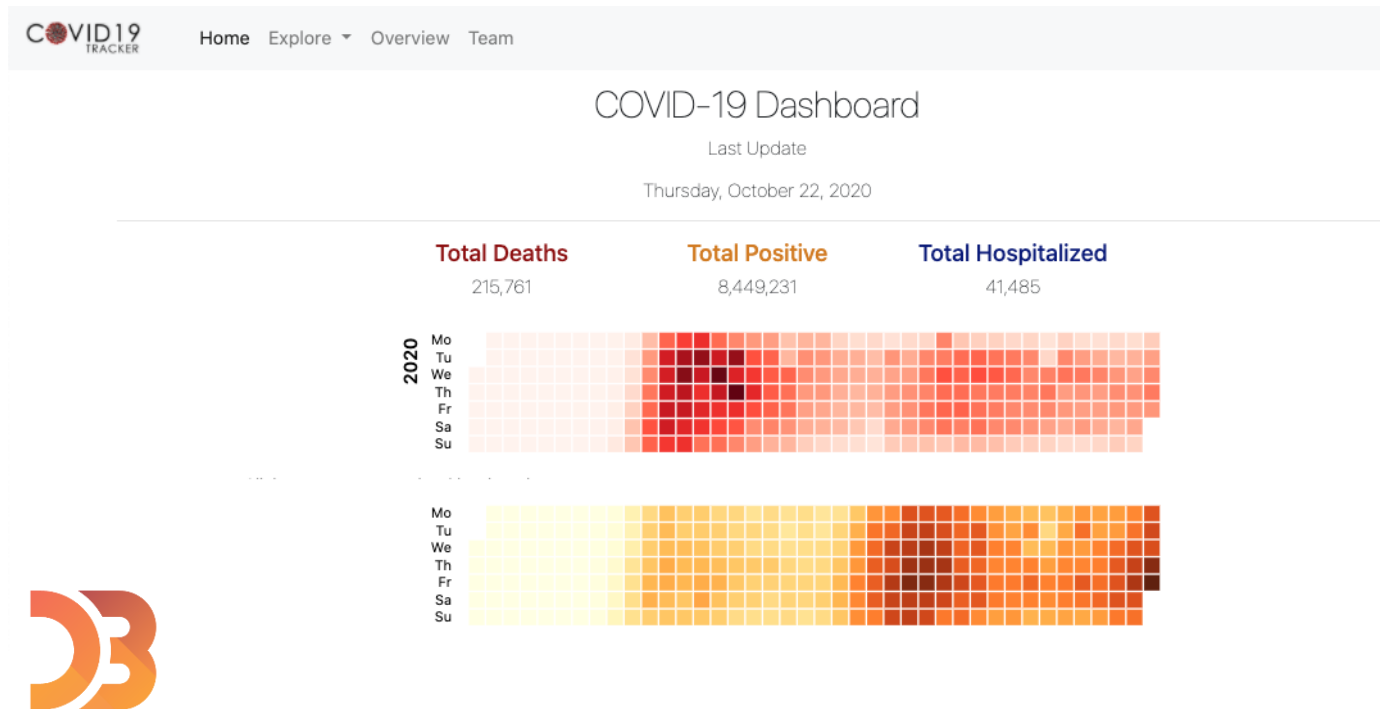 COVID19
TRACKER
Home Explore Overview Team
COVID-19 Dashboard
Last Update
Thursday, October 22, 2020
Total Deaths Total Positive Total Hospitalized
215,761 8,449,231 41,485
2020
Mo
Tu
We
Th
Fr
Sa
Su
Mo
Tu
We
Th
Fr
Sa
Su
D3